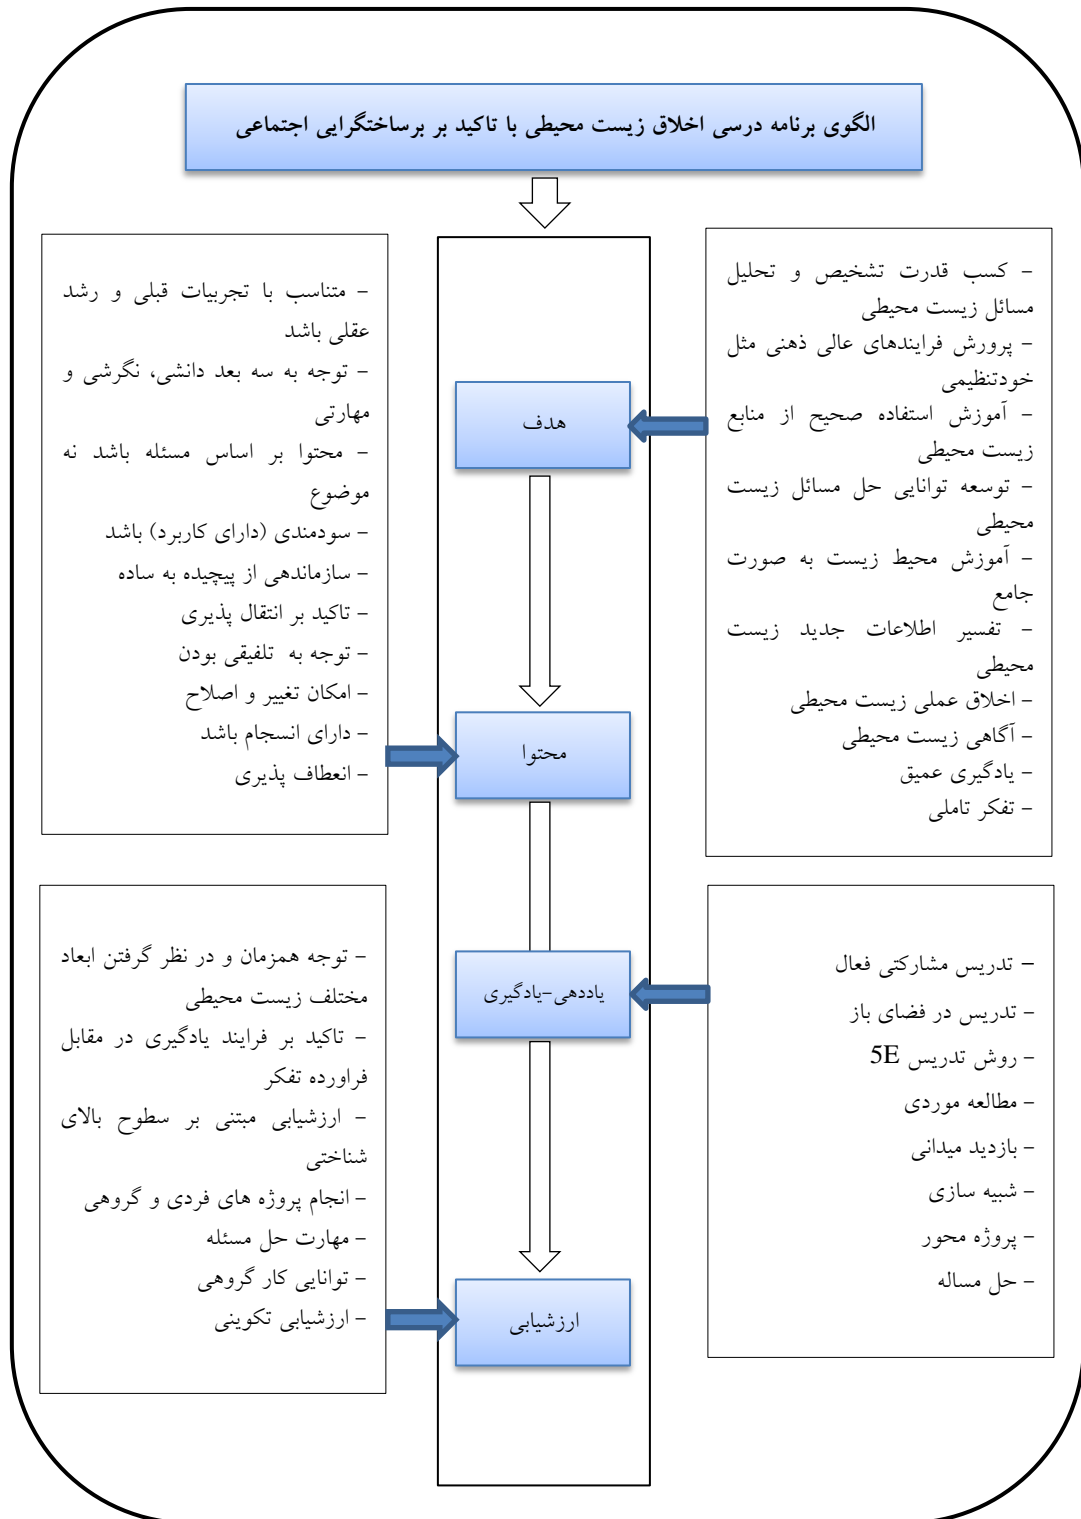 الگوی برنامه درسی اخلاق زیست محیطی با تاکید بر برساختگرایی اجتماعی
- کسب قدرت تشخیص و تحلیل
مسائل زیست محیطی
- پرورش فرایندهای عالی ذهنی مثل
خودتنظیمی
- آموزش استفاده صحیح از منابع
زیست محیطی
- توسعه توانایی حل مسائل زیست
محیطی
- آموزش محیط زیست به صورت
جامع
- تفسیر اطلاعات جدید زیست
محیطی
- اخلاق عملی زیست محیطی
- آگاهی زیست محیطی
- یادگیری عمیق
- تفکر تاملی
هدف
- متناسب با تجربیات قبلی و رشد
عقلی باشد
- توجه به سه بعد دانشی، نگرشی و
مهارتی
- محتوا بر اساس مسئله باشد نه
موضوع
- سودمندی (دارای کاربرد) باشد
- سازماندهی از پیچیده به ساده
- تاکید بر انتقال پذیری
- توجه به تلفیقی بودن
- امکان تغییر و اصلاح
- دارای انسجام باشد
- انعطاف پذیری
محتوا
- تدریس مشارکتی فعال
- تدریس در فضای باز
- روش تدریس 5E
- مطالعه موردی
- بازدید میدانی
- شبیه سازی
- پروژه محور
- حل مساله
یاددهی-یادگیری
- توجه همزمان و در نظر گرفتن ابعاد
مختلف زیست محیطی
- تاکید بر فرایند یادگیری در مقابل
فراورده تفکر
- ارزشیابی مبتنی بر سطوح بالای
شناختی
- انجام پروژه های فردی و گروهی
- مهارت حل مسئله
- توانایی کار گروهی
- ارزشیابی تکوینی
ارزشیابی